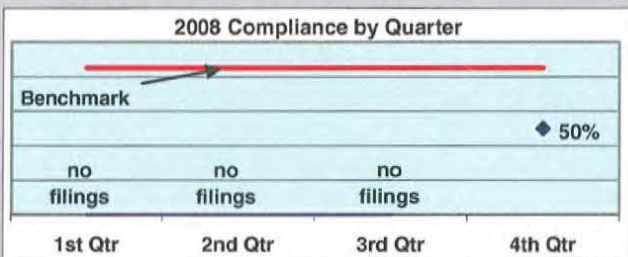 2008 Compliance by Quarter
Benchmark
50%
no no no
filings filings filings
1st Qtr 2nd Qtr 3rd Qtr 4th Qtr